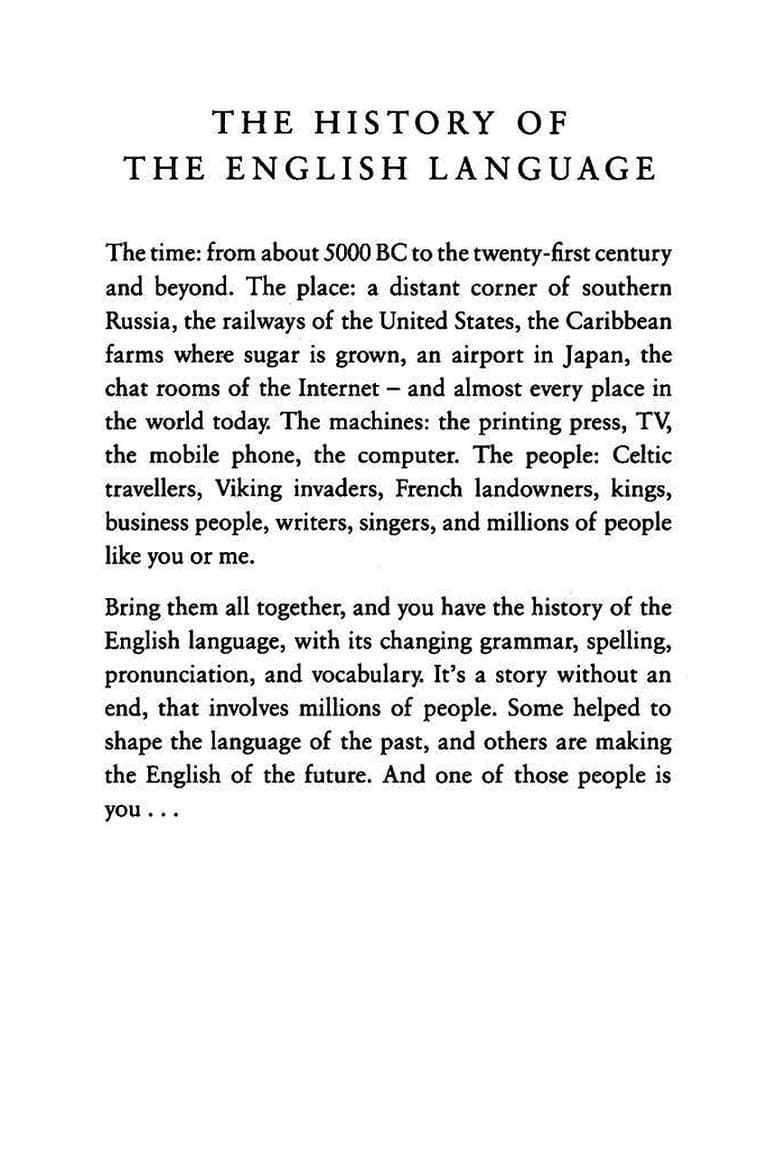 THE HISTORY OF
THE ENGLISH LANGUAGE
The time: from about 5000 BC to the twenty-first century
and beyond. The place: a distant corner of southern
Russia, the railways of the United States, the Caribbean
farms where sugar is grown, an airport in Japan, the
chat rooms of the Internet – and almost every place in
the world today. The machines: the printing press, TV,
the mobile phone, the computer. The people: Celtic
travellers, Viking invaders, French landowners, kings,
business people, writers, singers, and millions of people
like you or me.
Bring them all together, and you have the history of the
English language, with its changing grammar, spelling,
pronunciation, and vocabulary. It's a story without an
end, that involves millions of people. Some helped to
shape the language of the past, and others are making
the English of the future. And one of those people is
you . . .